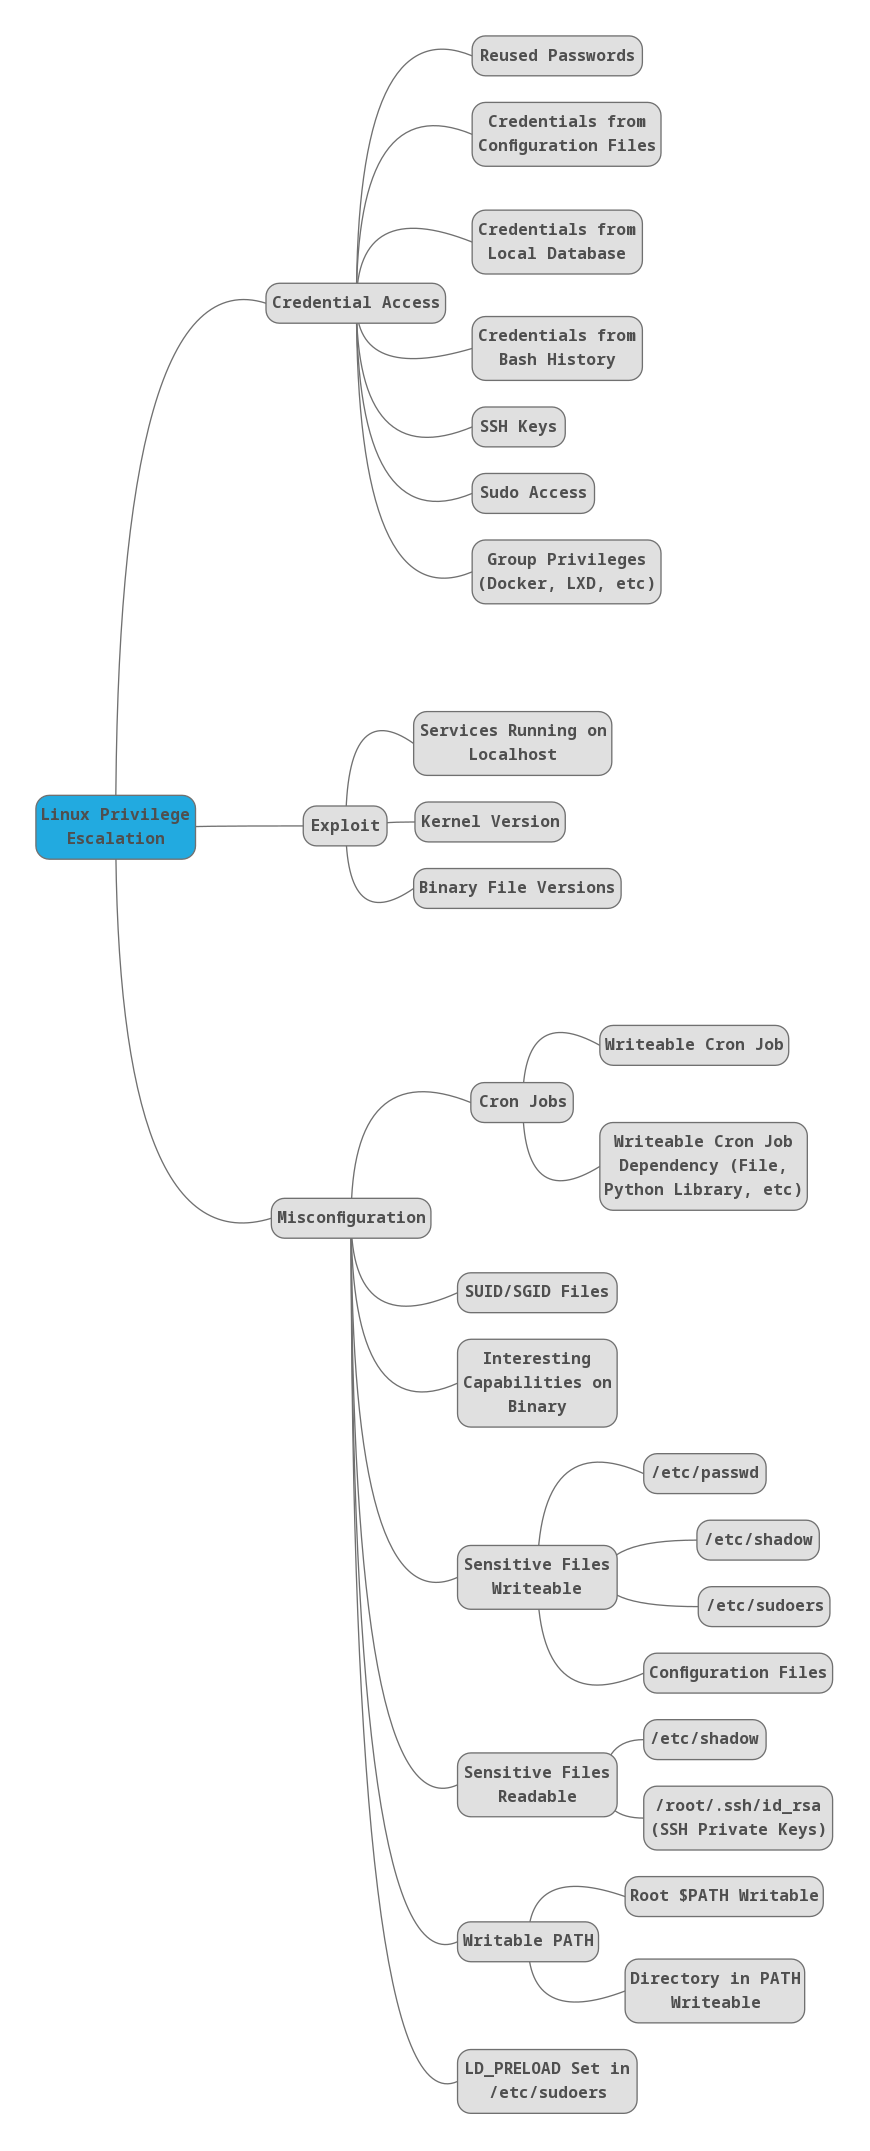 Linux Privilege
Escalation
Credential Access
Reused Passwords
Credentials from
Configuration Files
Credentials from
Local Database
Credentials from
Bash History
SSH Keys
Sudo Access
Group Privileges
(Docker, LXD, etc)
Exploit
Services Running on
Localhost
Kernel Version
Binary File Versions
Misconfiguration
Cron Jobs
Writeable Cron Job
Writeable Cron Job
Dependency (File,
Python Library, etc)
SUID/SGID Files
Interesting
Capabilities on
Binary
Sensitive Files
Writeable
/etc/passwd
/etc/shadow
/etc/sudoers
Configuration Files
Sensitive Files
Readable
/etc/shadow
/root/.ssh/id_rsa
(SSH Private Keys)
Writable PATH
Root $PATH Writable
Directory in PATH
Writeable
LD_PRELOAD Set in
/etc/sudoers